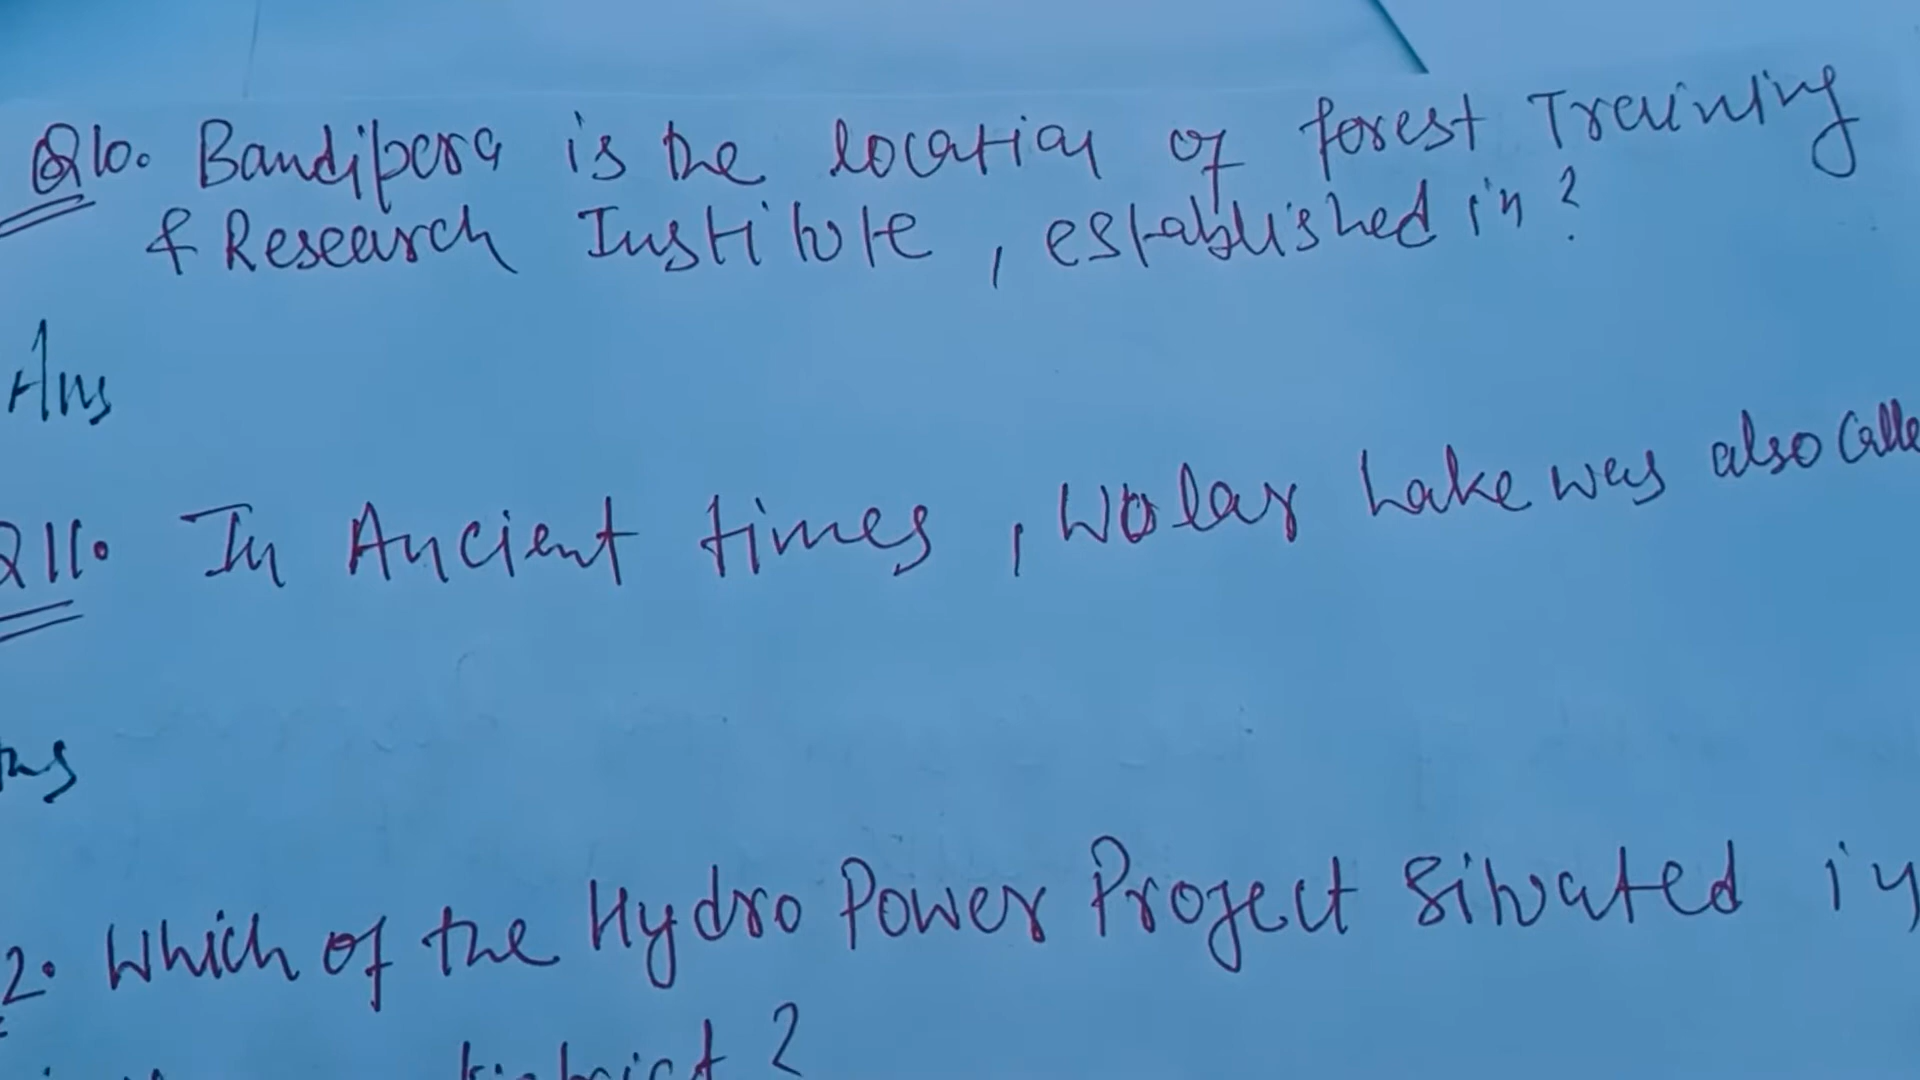 Q10. Bandipora is the location of forest Training
& Research Institute, established in?
Ans
Q11. In Ancient times, Wolar Lake was also Calle
Ans
2. Which of the Hydro Power Project Situated in
district ?